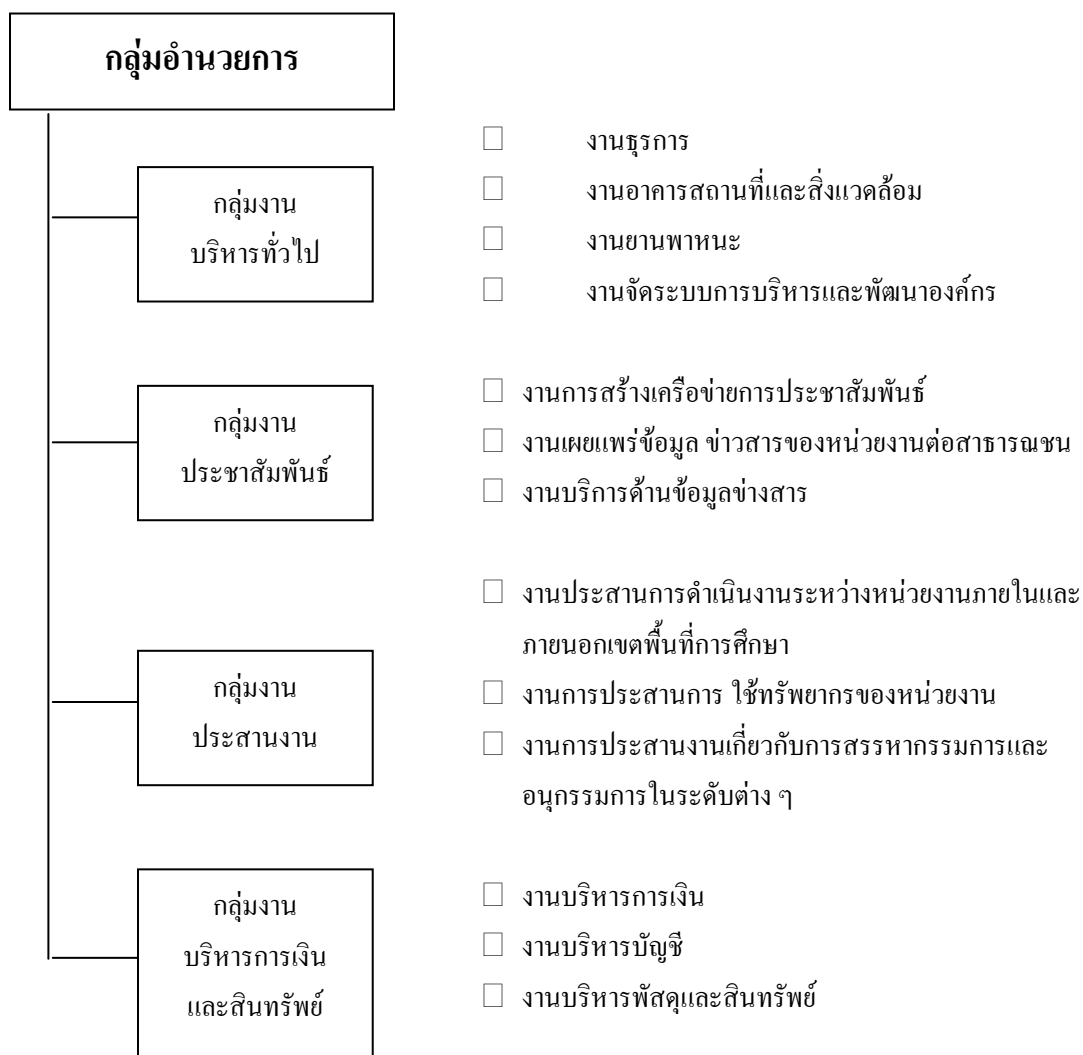 กลุ่มอำนวยการ
กลุ่มงาน
บริหารทั่วไป
☐ งานธุรการ
☐ งานอาคารสถานที่และสิ่งแวดล้อม
☐ งานยานพาหนะ
☐ งานจัดระบบการบริหารและพัฒนาองค์กร
กลุ่มงาน
ประชาสัมพันธ์
☐ งานการสร้างเครือข่ายการประชาสัมพันธ์
☐ งานเผยแพร่ข้อมูล ข่าวสารของหน่วยงานต่อสาธารณชน
☐ งานบริการด้านข้อมูลข่างสาร
กลุ่มงาน
ประสานงาน
☐ งานประสานการดำเนินงานระหว่างหน่วยงานภายในและ
ภายนอกเขตพื้นที่การศึกษา
☐ งานการประสานการ ใช้ทรัพยากรของหน่วยงาน
☐ งานการประสานงานเกี่ยวกับการสรรหากรรมการและ
อนุกรรมการในระดับต่าง ๆ
กลุ่มงาน
บริหารการเงิน
และสินทรัพย์
☐ งานบริหารการเงิน
☐ งานบริหารบัญชี
☐ งานบริหารพัสดุและสินทรัพย์